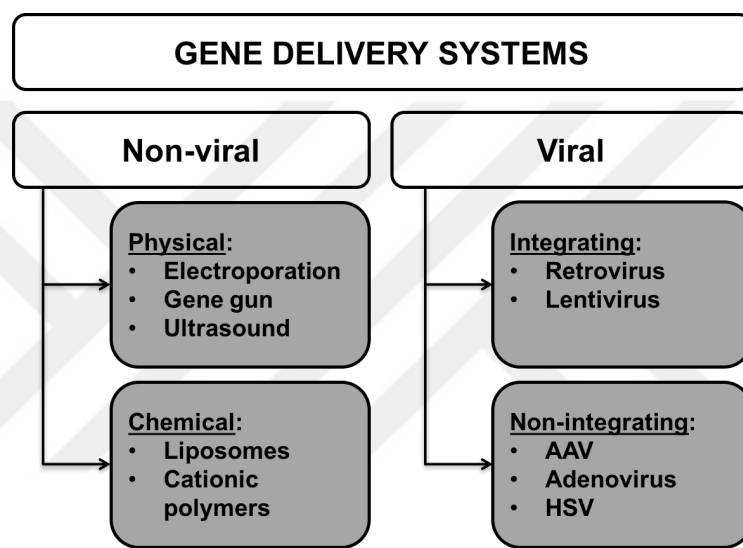 GENE DELIVERY SYSTEMS
Non-viral
Physical:
• Electroporation
• Gene gun
• Ultrasound
Chemical:
• Liposomes
• Cationic
polymers
Viral
Integrating:
• Retrovirus
• Lentivirus
Non-integrating:
• AAV
• Adenovirus
• HSV